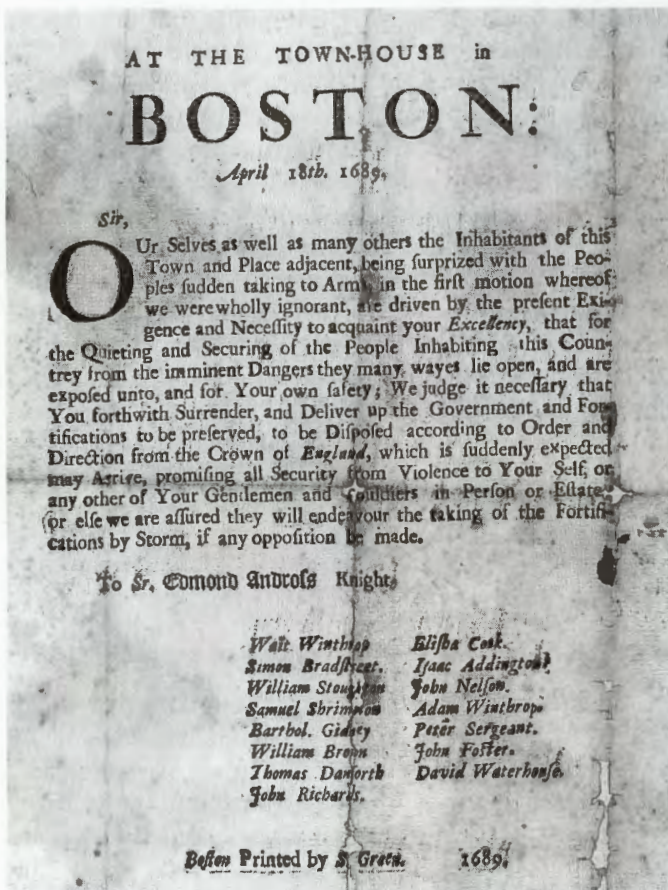 AT THE TOWN-HOUSE in
BOSTON:
April 18th. 1689.
Sir,
OUr Selves as well as many others the Inhabitants of this
Town and Place adjacent, being ſurprized with the Peo-
ples ſudden taking to Arms, in the firſt motion whereof
we were wholly ignorant, are driven by the preſent Exi-
gence and Neceſſity to acquaint your Excellency, that for
the Quieting and Securing of the People Inhabiting this Coun-
trey from the imminent Dangers they many wayes lie open, and are
expoſed unto, and for Your own ſafety; We judge it neceſſary that
You forthwith Surrender, and Deliver up the Government and For-
tifications to be preſerved, to be Diſpoſed according to Order and
Direction from the Crown of England, which is ſuddenly expected
may Arrive, promiſing all Security from Violence to Your Self, or
any other of Your Gentlemen and Souldiers in Perſon or Eſtate:
or elſe we are aſſured they will endeavour the taking of the Fortifi-
cations by Storm, if any oppoſition be made.
To Sr. Edmond Androſs Knight,
Wait Winthrop
Simon Bradſtreet.
William Stoughton
Samuel Shrimpton
Barthol. Gidney
William Brown
Thomas Danforth
John Richards.
Eliſha Cook.
Iſaac Addington
John Nelſon.
Adam Winthrop.
Peter Sergeant.
John Foſter.
David Waterhouſe.
Boſton Printed by S. Green. 1689.